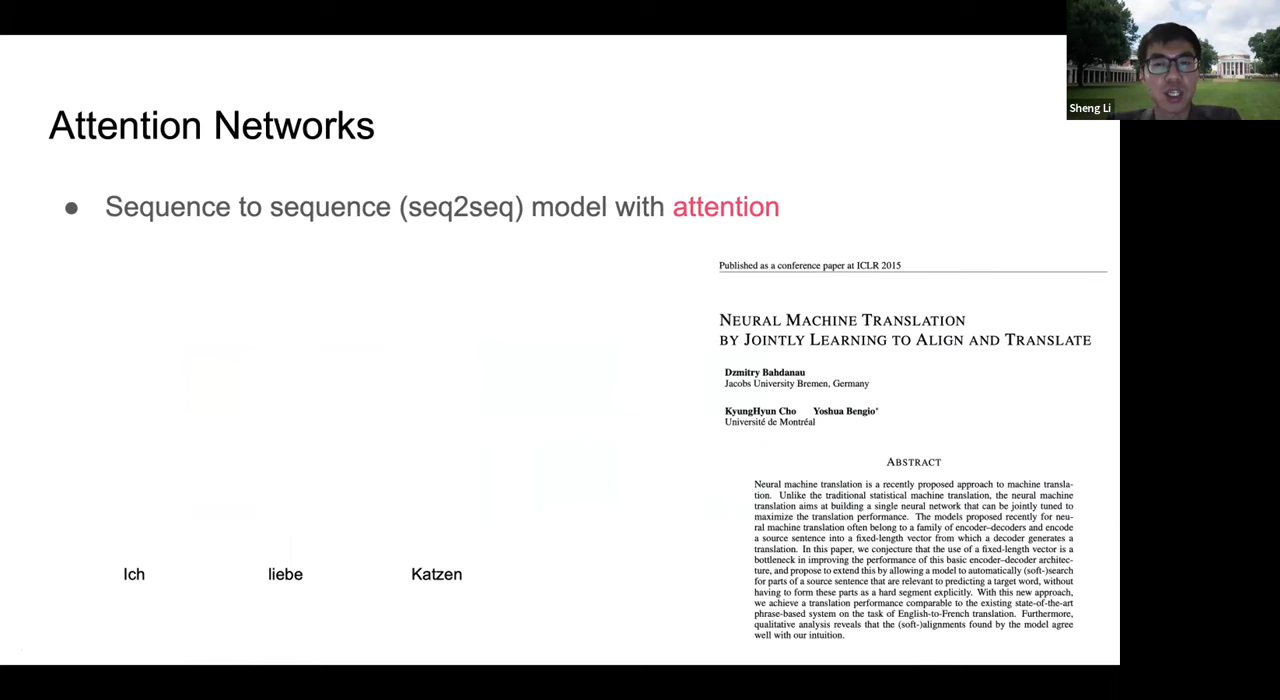 Sheng Li
Attention Networks
● Sequence to sequence (seq2seq) model with attention
Published as a conference paper at ICLR 2015
NEURAL MACHINE TRANSLATION
BY JOINTLY LEARNING TO ALIGN AND TRANSLATE
Dzmitry Bahdanau
Jacobs University Bremen, Germany
KyungHyun Cho Yoshua Bengio*
Université de Montréal
ABSTRACT
Neural machine translation is a recently proposed approach to machine transla-
tion. Unlike the traditional statistical machine translation, the neural machine
translation aims at building a single neural network that can be jointly tuned to
maximize the translation performance. The models proposed recently for neu-
ral machine translation often belong to a family of encoder–decoders and encode
a source sentence into a fixed-length vector from which a decoder generates a
translation. In this paper, we conjecture that the use of a fixed-length vector is a
bottleneck in improving the performance of this basic encoder–decoder architec-
ture, and propose to extend this by allowing a model to automatically (soft-)search
for parts of a source sentence that are relevant to predicting a target word, without
having to form these parts as a hard segment explicitly. With this new approach,
we achieve a translation performance comparable to the existing state-of-the-art
phrase-based system on the task of English-to-French translation. Furthermore,
qualitative analysis reveals that the (soft-)alignments found by the model agree
well with our intuition.
Ich liebe Katzen